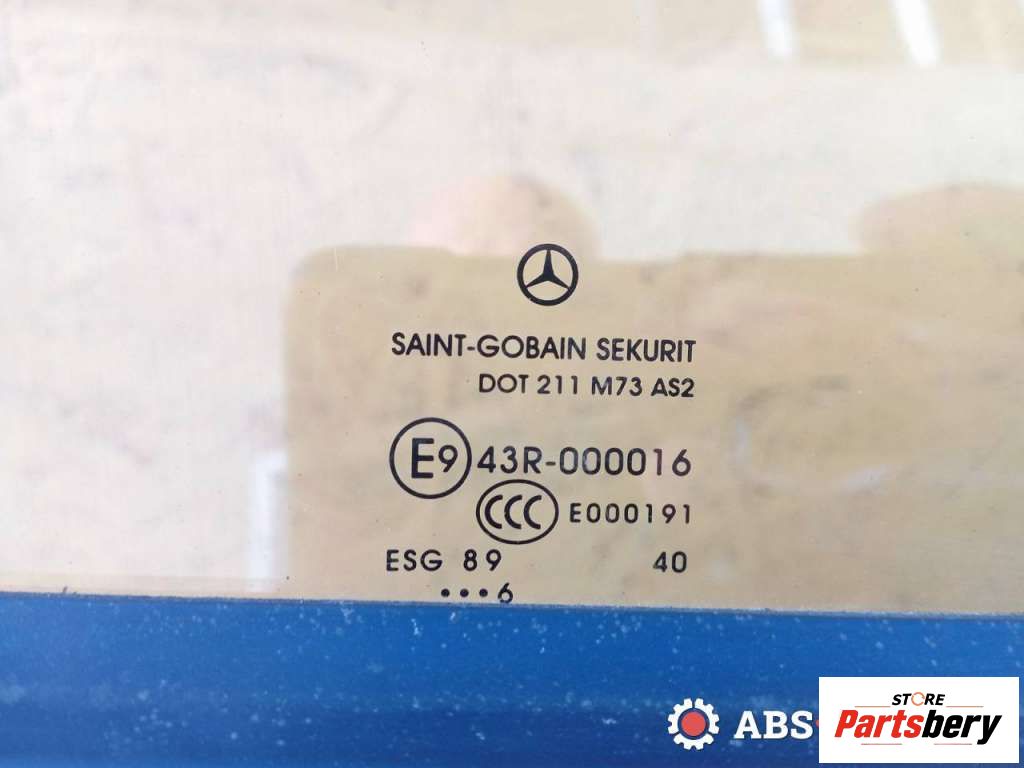 SAINT-GOBAIN SEKURIT
DOT 211 M73 AS2
E9 43R-000016
CCC E000191
ESG 89 40
•••6
ABS
STORE
Partsbery